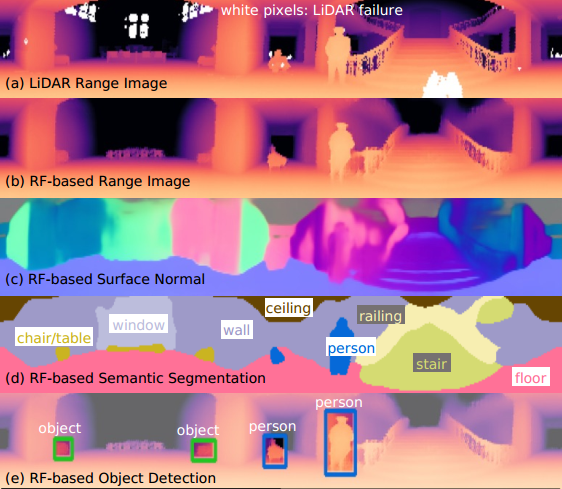 white pixels: LiDAR failure
(a) LiDAR Range Image
(b) RF-based Range Image
(c) RF-based Surface Normal
ceiling
window
railing
chair/table
wall
person
stair
(d) RF-based Semantic Segmentation
floor
person
object
object
person
(e) RF-based Object Detection